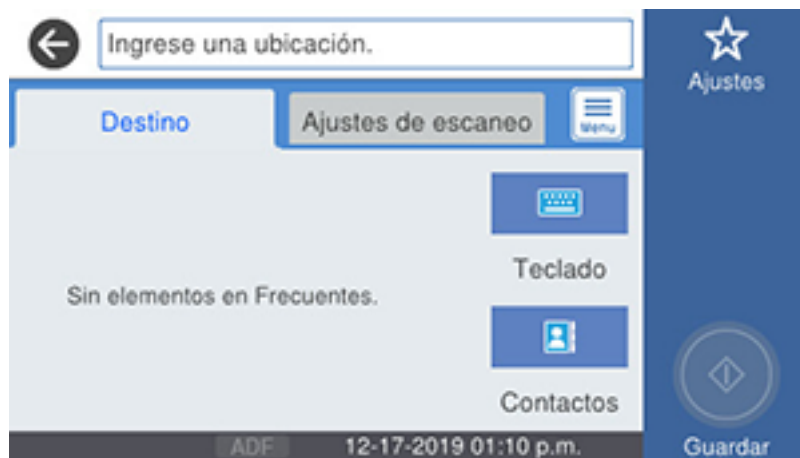 Ingrese una ubicación.
Ajustes
Destino
Ajustes de escaneo
Menu
Teclado
Sin elementos en Frecuentes.
Contactos
ADF
12-17-2019 01:10 p.m.
Guardar